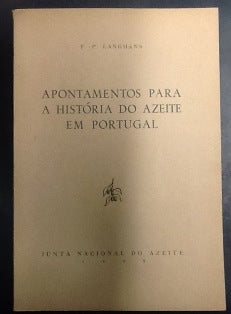 F. P. LANGHANS
APONTAMENTOS PARA
A HISTÓRIA DO AZEITE
EM PORTUGAL
JUNTA NACIONAL DO AZEITE